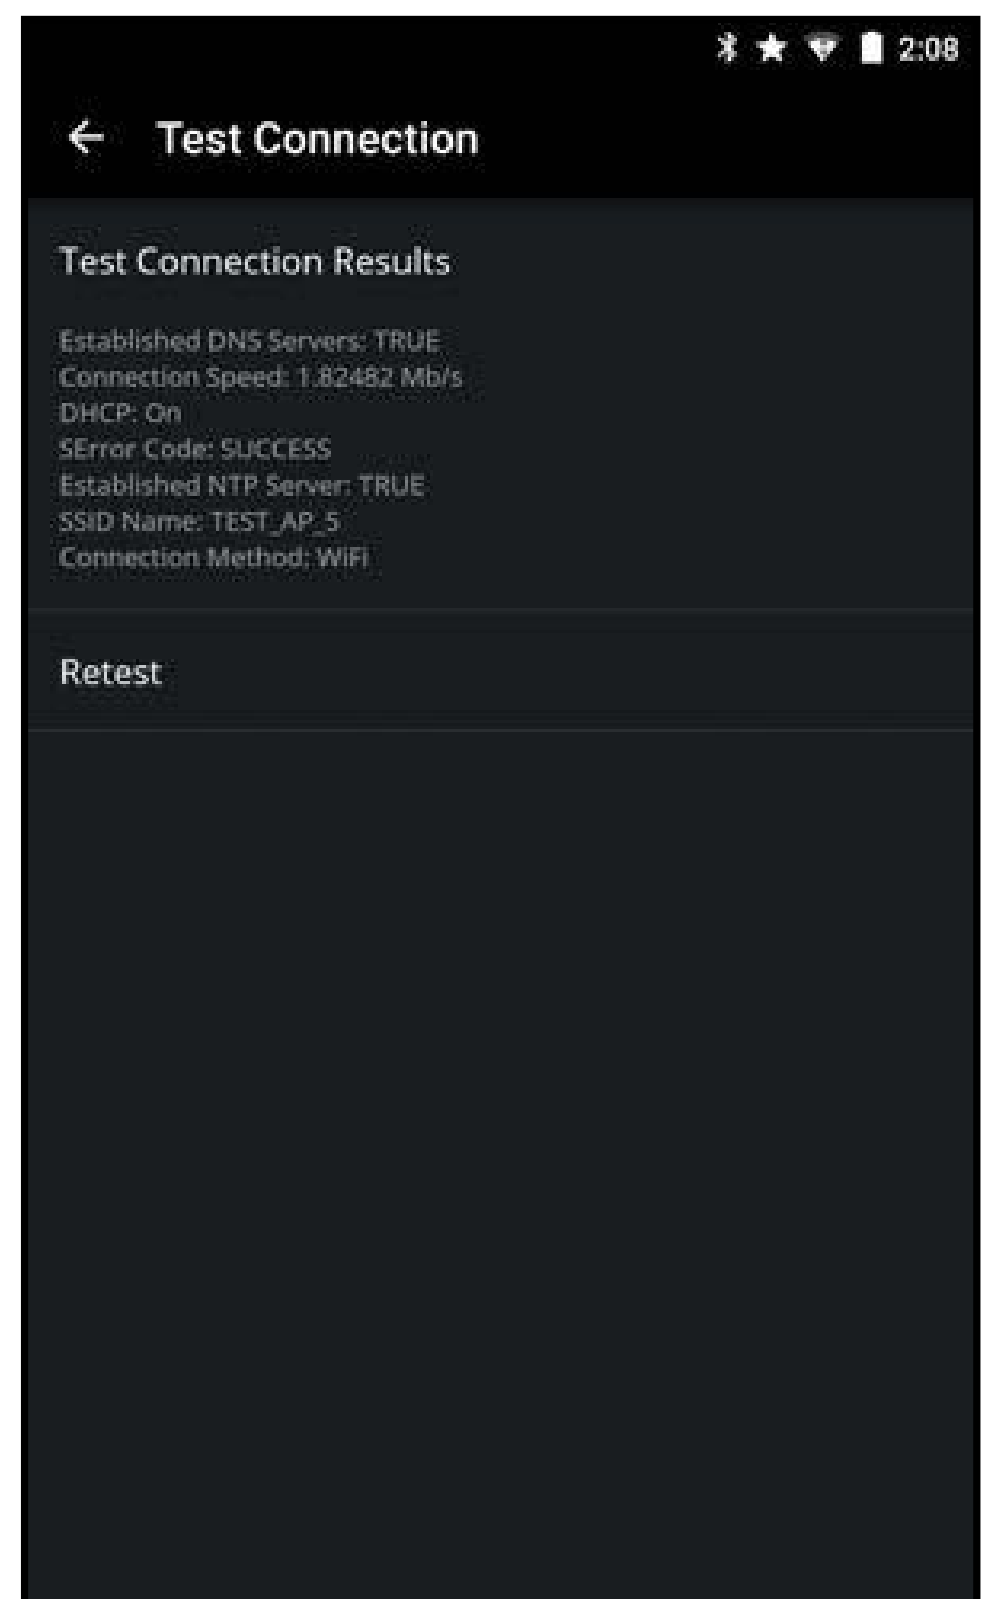 2:08
Test Connection
Test Connection Results
Established DNS Servers: TRUE
Connection Speed: 1.82482 Mb/s
DHCP: On
SError Code: SUCCESS
Established NTP Server: TRUE
SSID Name: TEST_AP_5
Connection Method: WiFi
Retest